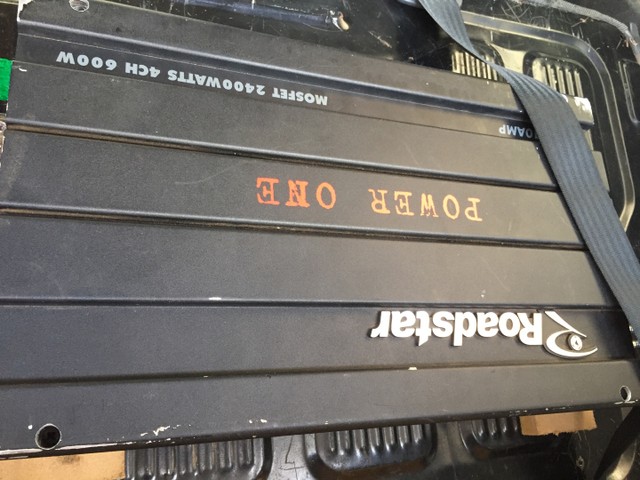 Roadstar
POWER ONE
MOSFET 2400WATTS 4CH 600W